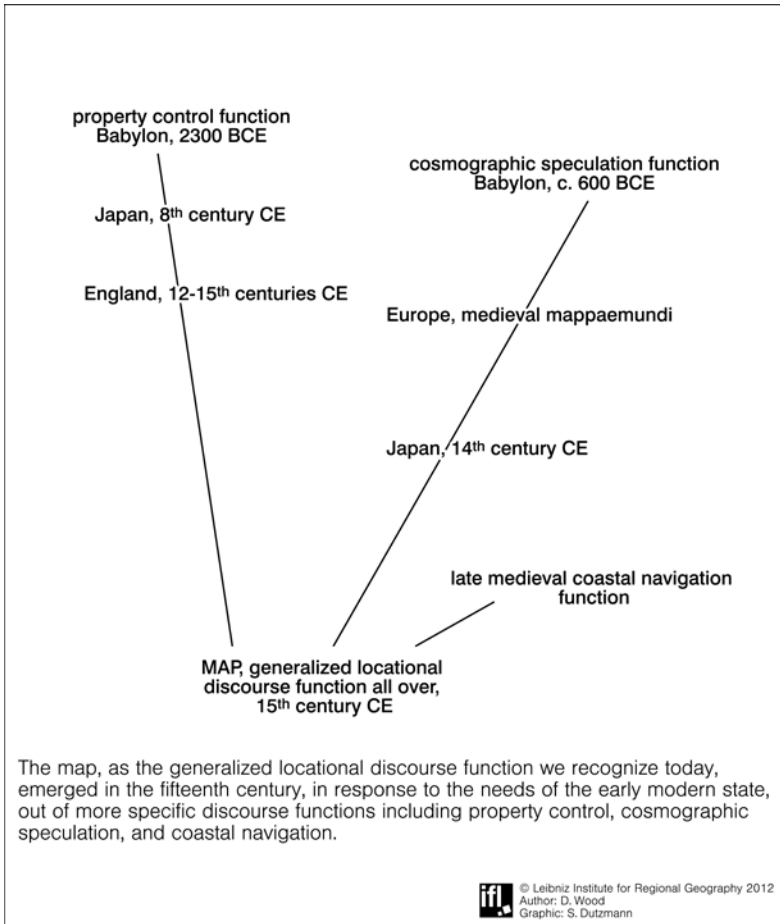 property control function
Babylon, 2300 BCE
cosmographic speculation function
Babylon, c. 600 BCE
Japan, 8th century CE
England, 12-15th centuries CE
Europe, medieval mappaemundi
Japan, 14th century CE
late medieval coastal navigation
function
MAP, generalized locational
discourse function all over,
15th century CE
The map, as the generalized locational discourse function we recognize today,
emerged in the fifteenth century, in response to the needs of the early modern state,
out of more specific discourse functions including property control, cosmographic
speculation, and coastal navigation.
ifl
© Leibniz Institute for Regional Geography 2012
Author: D. Wood
Graphic: S. Dutzmann